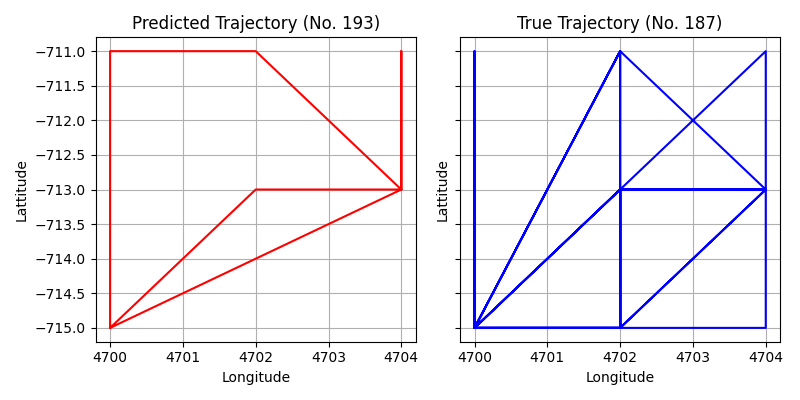 Predicted Trajectory (No. 193)
True Trajectory (No. 187)
−711.0
−711.5
−712.0
−712.5
−713.0
−713.5
−714.0
−714.5
−715.0
Lattitude
Lattitude
4700 4701 4702 4703 4704
4700 4701 4702 4703 4704
Longitude
Longitude